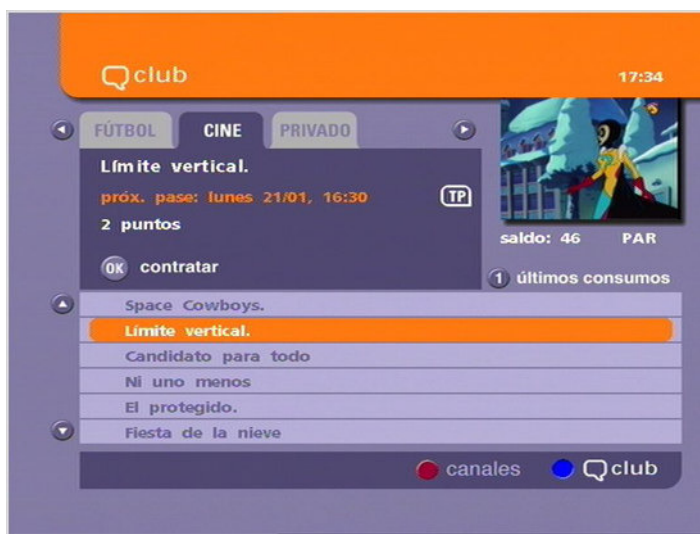 club
17:34
FÚTBOL CINE PRIVADO
Límite vertical.
próx. pase: lunes 21/01, 16:30 TP
2 puntos
saldo: 46 PAR
OK contratar
1 últimos consumos
Space Cowboys.
Límite vertical.
Candidato para todo
Ni uno menos
El protegido.
Fiesta de la nieve
canales club